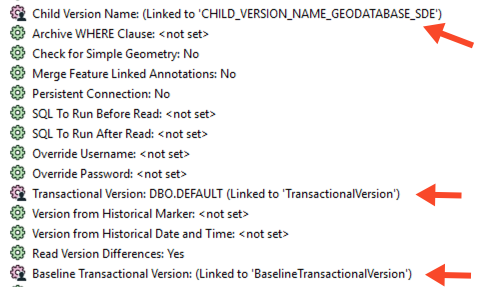 Child Version Name: (Linked to 'CHILD_VERSION_NAME_GEODATABASE_SDE')
Archive WHERE Clause: <not set>
Check for Simple Geometry: No
Merge Feature Linked Annotations: No
Persistent Connection: No
SQL To Run Before Read: <not set>
SQL To Run After Read: <not set>
Override Username: <not set>
Override Password: <not set>
Transactional Version: DBO.DEFAULT (Linked to 'TransactionalVersion')
Version from Historical Marker: <not set>
Version from Historical Date and Time: <not set>
Read Version Differences: Yes
Baseline Transactional Version: (Linked to 'BaselineTransactionalVersion')